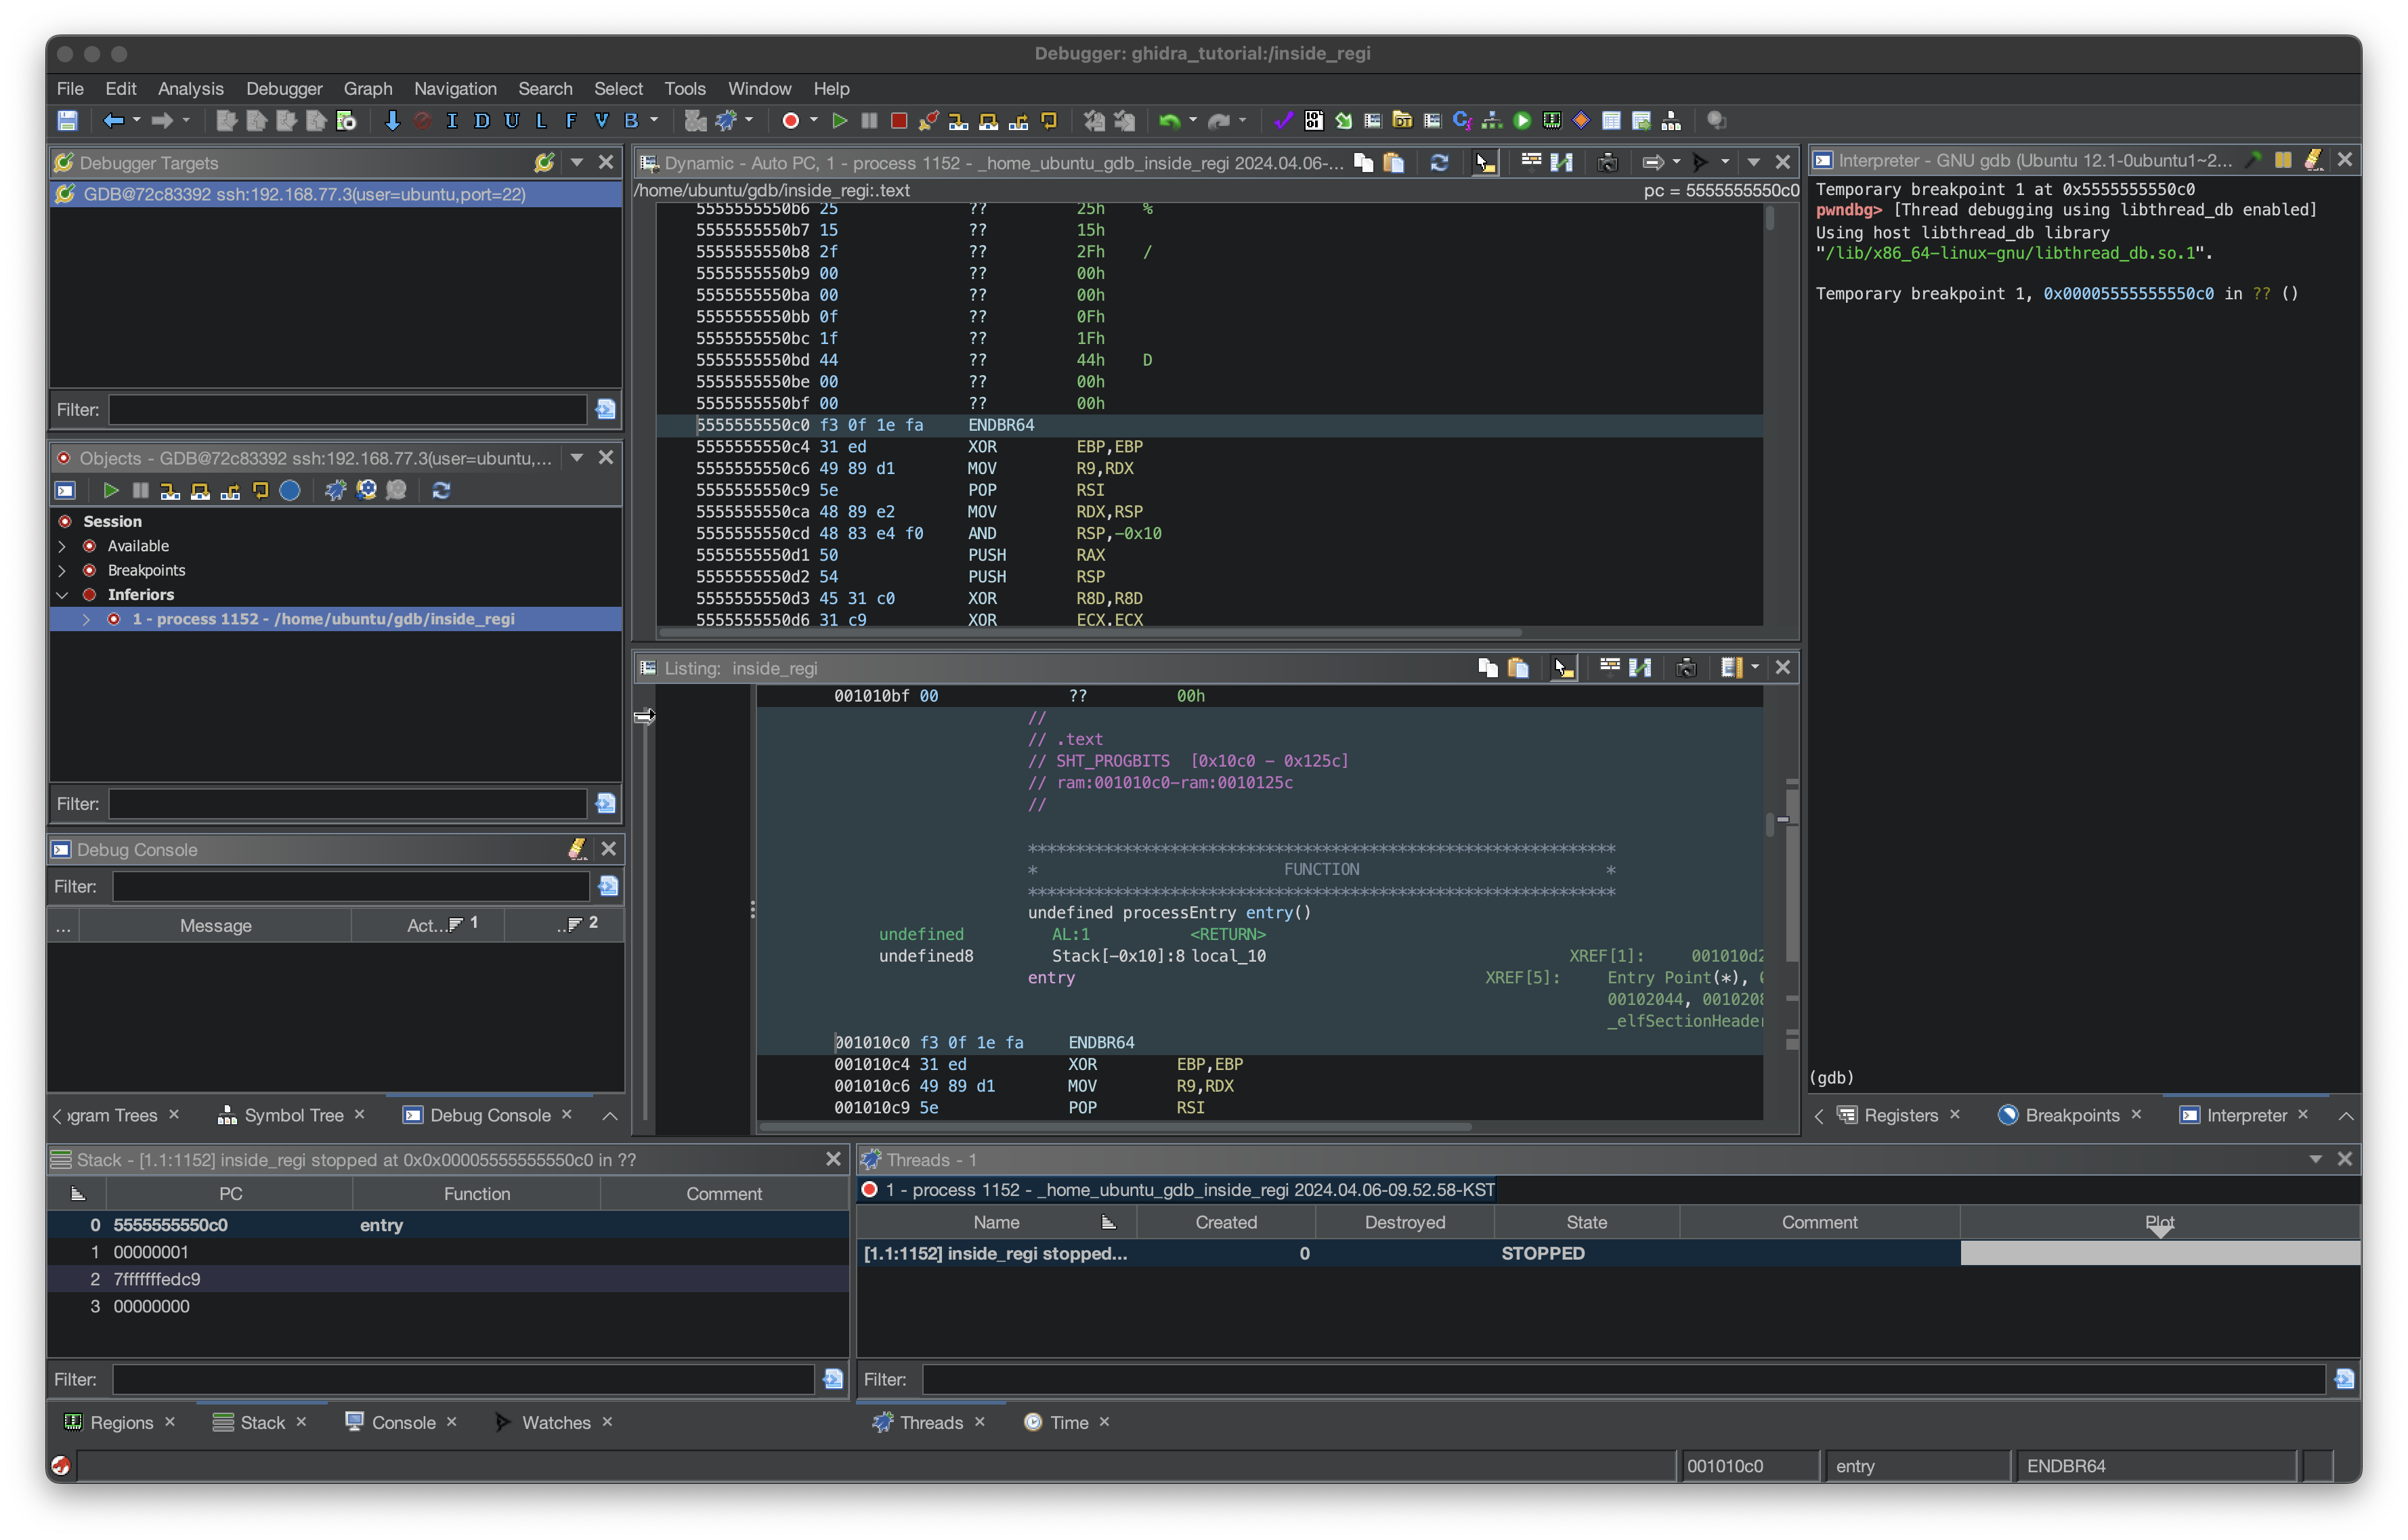 Debugger: ghidra_tutorial:/inside_regi
File Edit Analysis Debugger Graph Navigation Search Select Tools Window Help
I D U L F V B
Debugger Targets
GDB@72c83392 ssh:192.168.77.3(user=ubuntu,port=22)
Filter:
Objects - GDB@72c83392 ssh:192.168.77.3(user=ubuntu,...
Session
Available
Breakpoints
Inferiors
1 - process 1152 - /home/ubuntu/gdb/inside_regi
Filter:
Debug Console
Filter:
... Message Act... 1 .. 2
ogram Trees Symbol Tree Debug Console
Dynamic - Auto PC, 1 - process 1152 - _home_ubuntu_gdb_inside_regi 2024.04.06-...
/home/ubuntu/gdb/inside_regi:.text pc = 5555555550c0
5555555550b6 25 ?? 25h %
5555555550b7 15 ?? 15h
5555555550b8 2f ?? 2Fh /
5555555550b9 00 ?? 00h
5555555550ba 00 ?? 00h
5555555550bb 0f ?? 0Fh
5555555550bc 1f ?? 1Fh
5555555550bd 44 ?? 44h D
5555555550be 00 ?? 00h
5555555550bf 00 ?? 00h
5555555550c0 f3 0f 1e fa ENDBR64
5555555550c4 31 ed XOR EBP,EBP
5555555550c6 49 89 d1 MOV R9,RDX
5555555550c9 5e POP RSI
5555555550ca 48 89 e2 MOV RDX,RSP
5555555550cd 48 83 e4 f0 AND RSP,-0x10
5555555550d1 50 PUSH RAX
5555555550d2 54 PUSH RSP
5555555550d3 45 31 c0 XOR R8D,R8D
5555555550d6 31 c9 XOR ECX,ECX
Listing: inside_regi
001010bf 00 ?? 00h
//
// .text
// SHT_PROGBITS [0x10c0 - 0x125c]
// ram:001010c0-ram:0010125c
//
**************************************************************
* FUNCTION *
**************************************************************
undefined processEntry entry()
undefined AL:1 <RETURN>
undefined8 Stack[-0x10]:8 local_10 XREF[1]: 001010d2
entry XREF[5]: Entry Point(*),
00102044, 0010208
_elfSectionHeader
001010c0 f3 0f 1e fa ENDBR64
001010c4 31 ed XOR EBP,EBP
001010c6 49 89 d1 MOV R9,RDX
001010c9 5e POP RSI
Interpreter - GNU gdb (Ubuntu 12.1-0ubuntu1~2...
Temporary breakpoint 1 at 0x5555555550c0
pwndbg> [Thread debugging using libthread_db enabled]
Using host libthread_db library
"/lib/x86_64-linux-gnu/libthread_db.so.1".
Temporary breakpoint 1, 0x00005555555550c0 in ?? ()
(gdb)
Registers Breakpoints Interpreter
Stack - [1.1:1152] inside_regi stopped at 0x0x00005555555550c0 in ??
PC Function Comment
0 5555555550c0 entry
1 00000001
2 7fffffffedc9
3 00000000
Filter:
Regions Stack Console Watches
Threads - 1
1 - process 1152 - _home_ubuntu_gdb_inside_regi 2024.04.06-09.52.58-KST
Name Created Destroyed State Comment Plot
[1.1:1152] inside_regi stopped... 0 STOPPED
Filter:
Threads Time
001010c0 entry ENDBR64